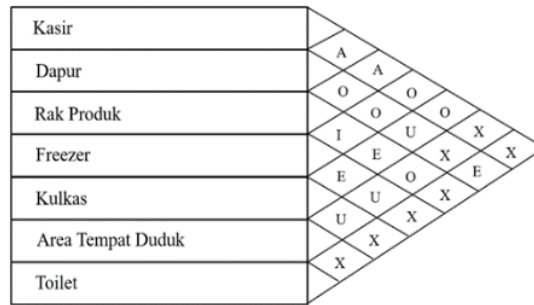 Kasir
A
Dapur A
O O
Rak Produk O O
I U X
Freezer E X X
E O E
Kulkas U X
U X
Area Tempat Duduk X
X
Toilet